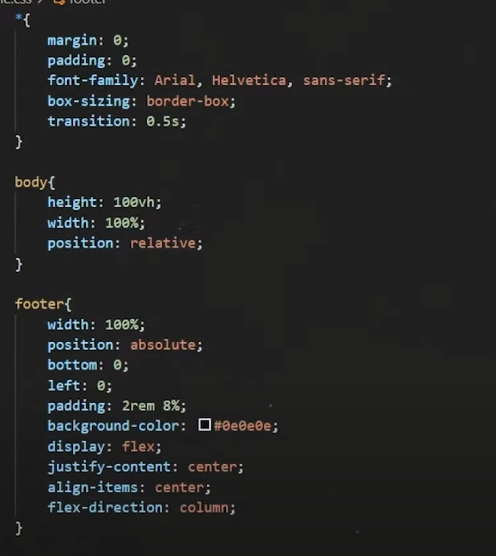 footer
*{
margin: 0;
padding: 0;
font-family: Arial, Helvetica, sans-serif;
box-sizing: border-box;
transition: 0.5s;
}
body{
height: 100vh;
width: 100%;
position: relative;
}
footer{
width: 100%;
position: absolute;
bottom: 0;
left: 0;
padding: 2rem 8%;
background-color: #0e0e0e;
display: flex;
justify-content: center;
align-items: center;
flex-direction: column;
}